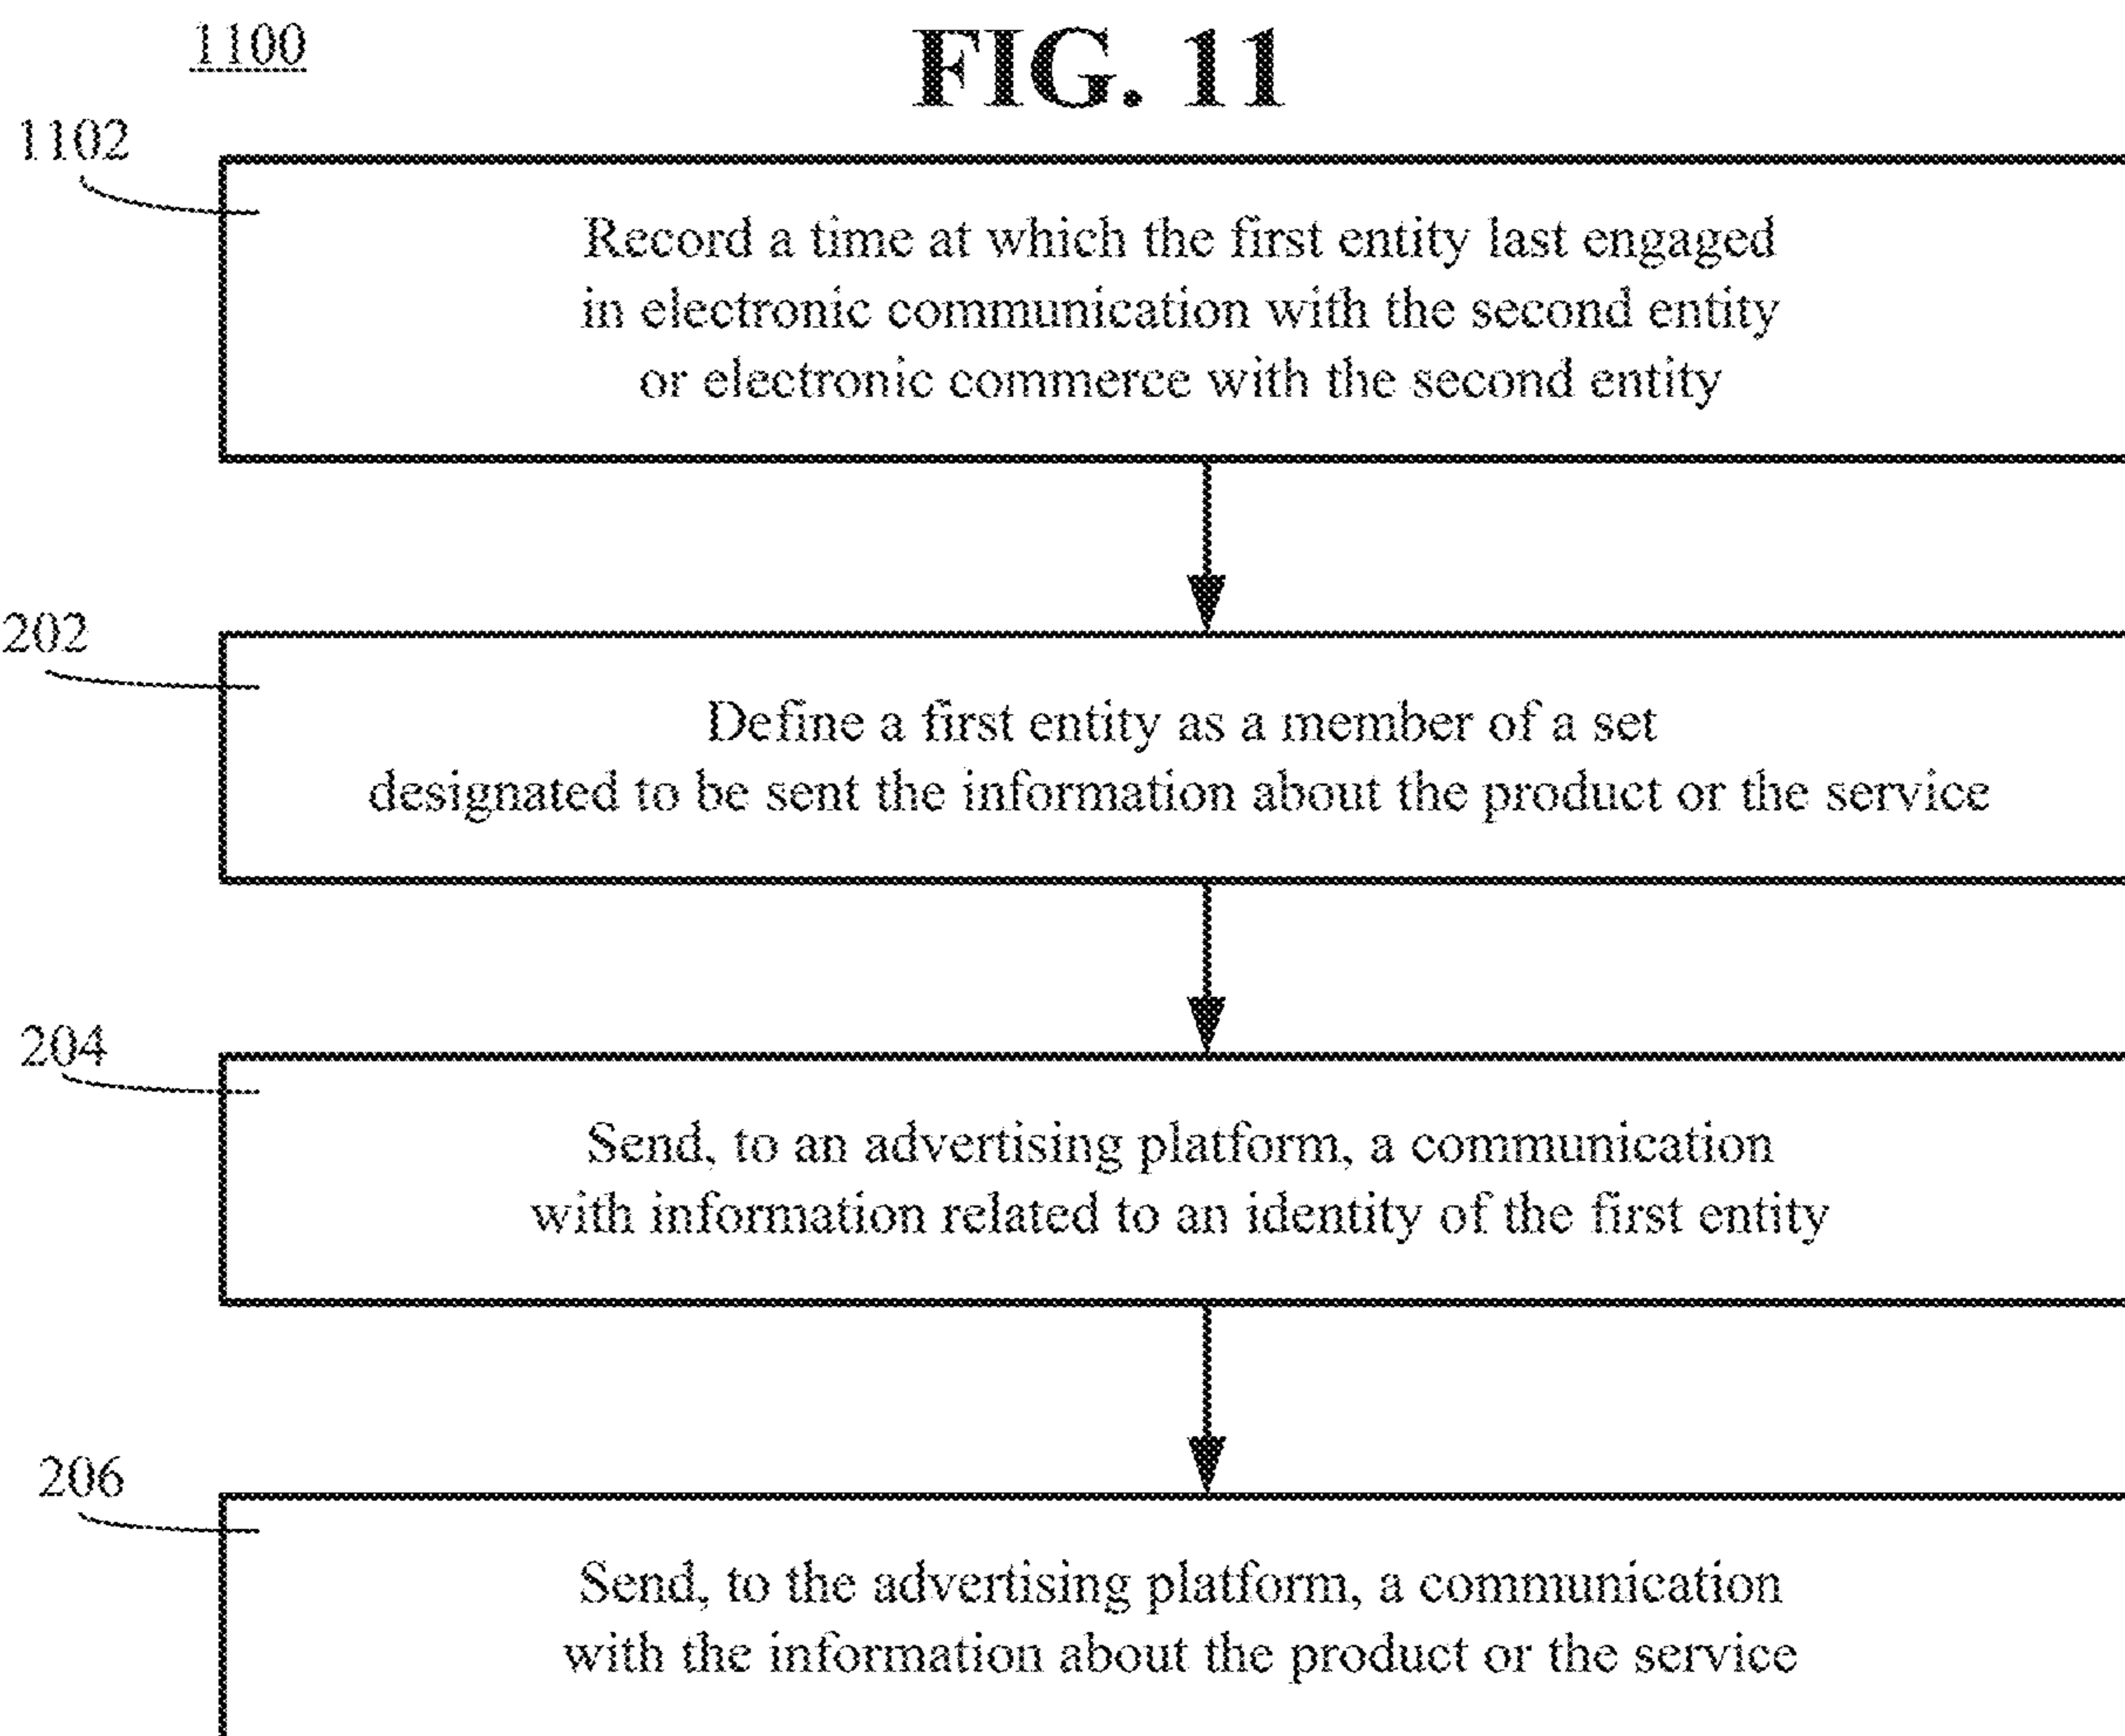 1100
FIG. 11
1102
Record a time at which the first entity last engaged
in electronic communication with the second entity
or electronic commerce with the second entity
202
Define a first entity as a member of a set
designated to be sent the information about the product or the service
204
Send, to an advertising platform, a communication
with information related to an identity of the first entity
206
Send, to the advertising platform, a communication
with the information about the product or the service